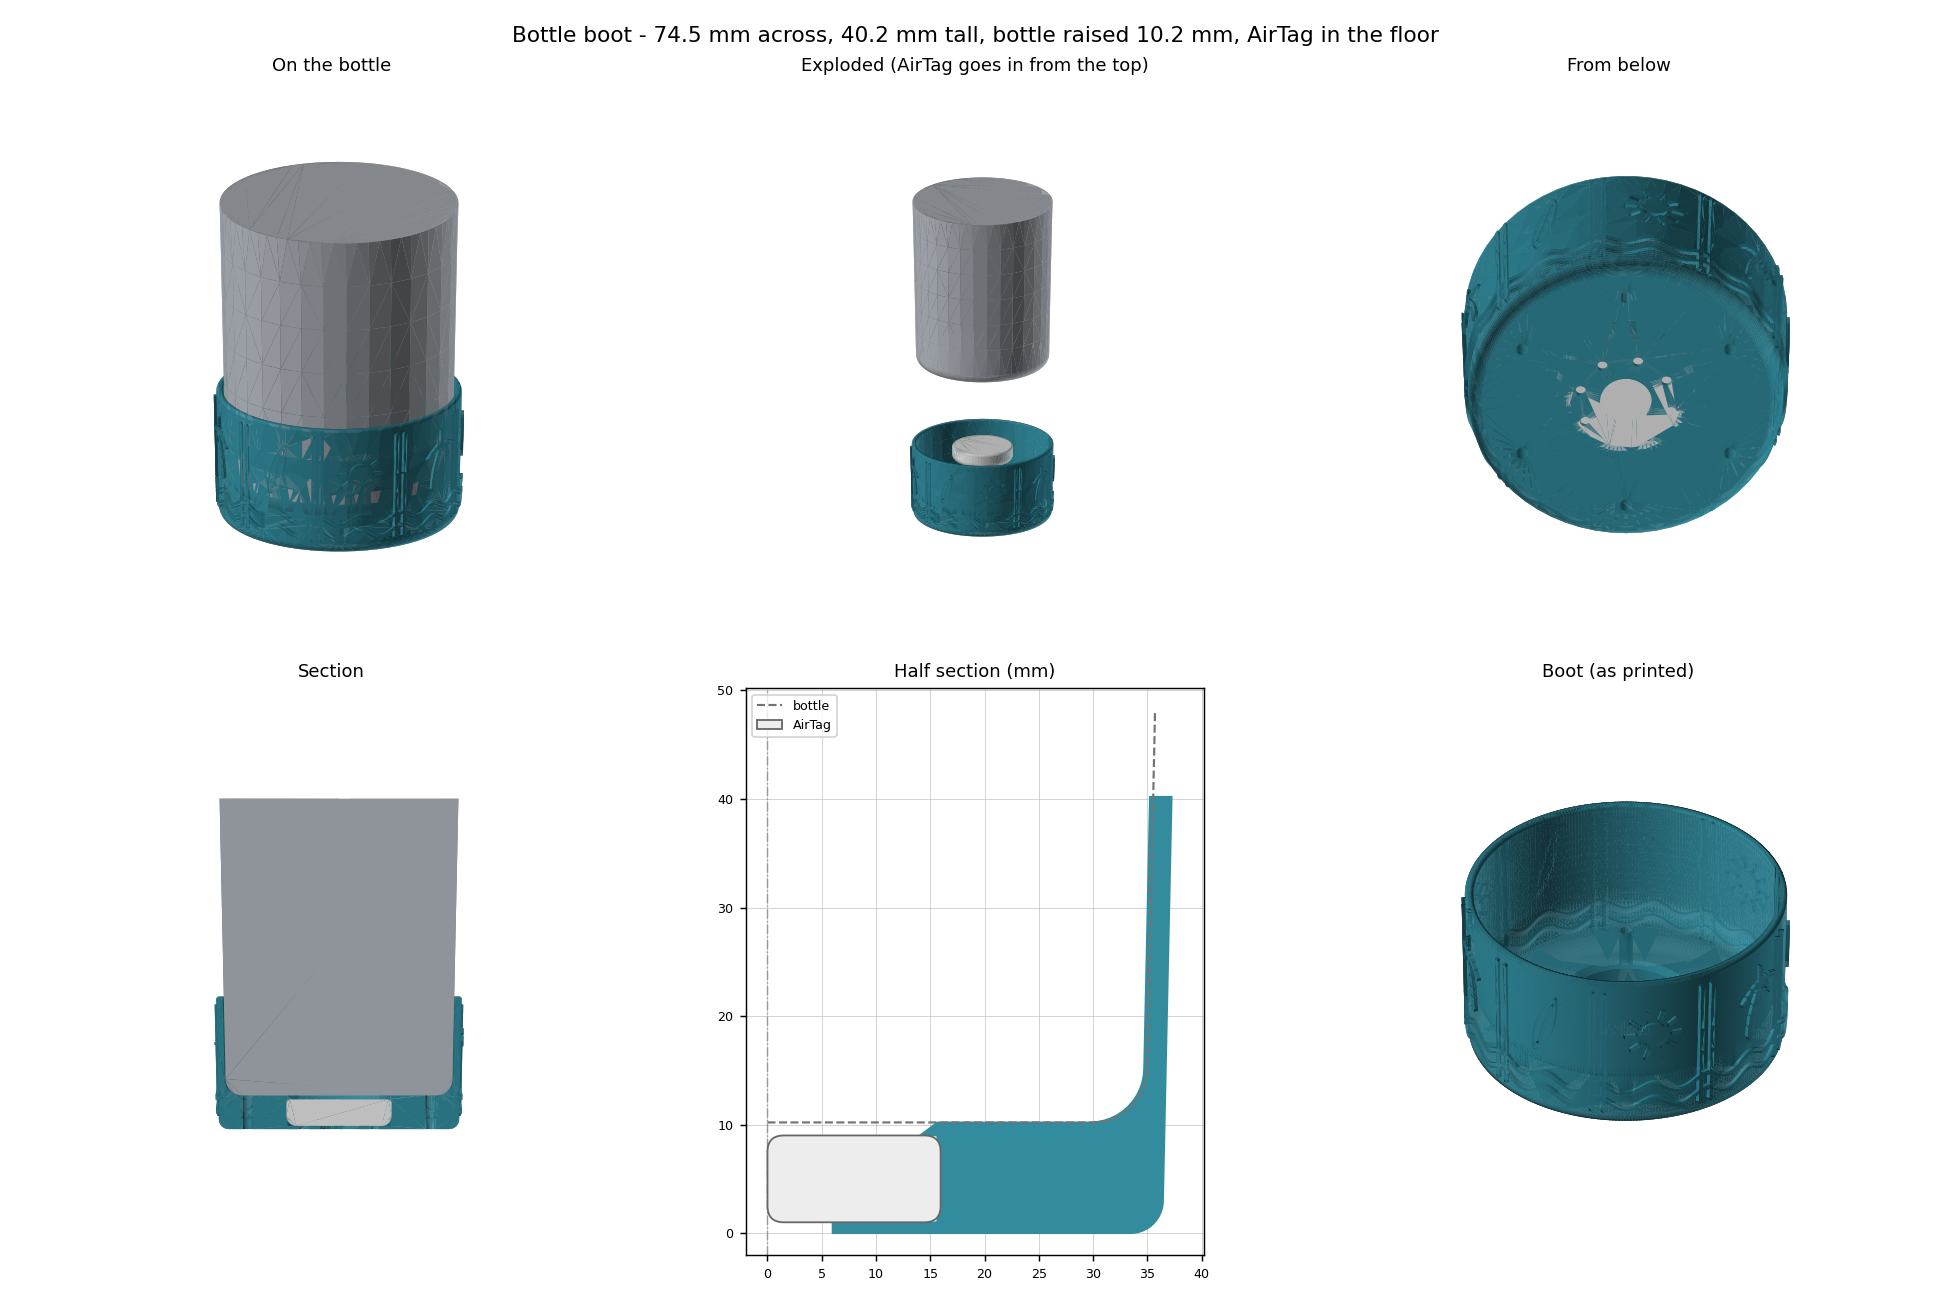 Bottle boot - 74.5 mm across, 40.2 mm tall, bottle raised 10.2 mm, AirTag in the floor
On the bottle
Exploded (AirTag goes in from the top)
From below
Section
Half section (mm)
Boot (as printed)
bottle
AirTag
50
40
30
20
10
0
0 5 10 15 20 25 30 35 40